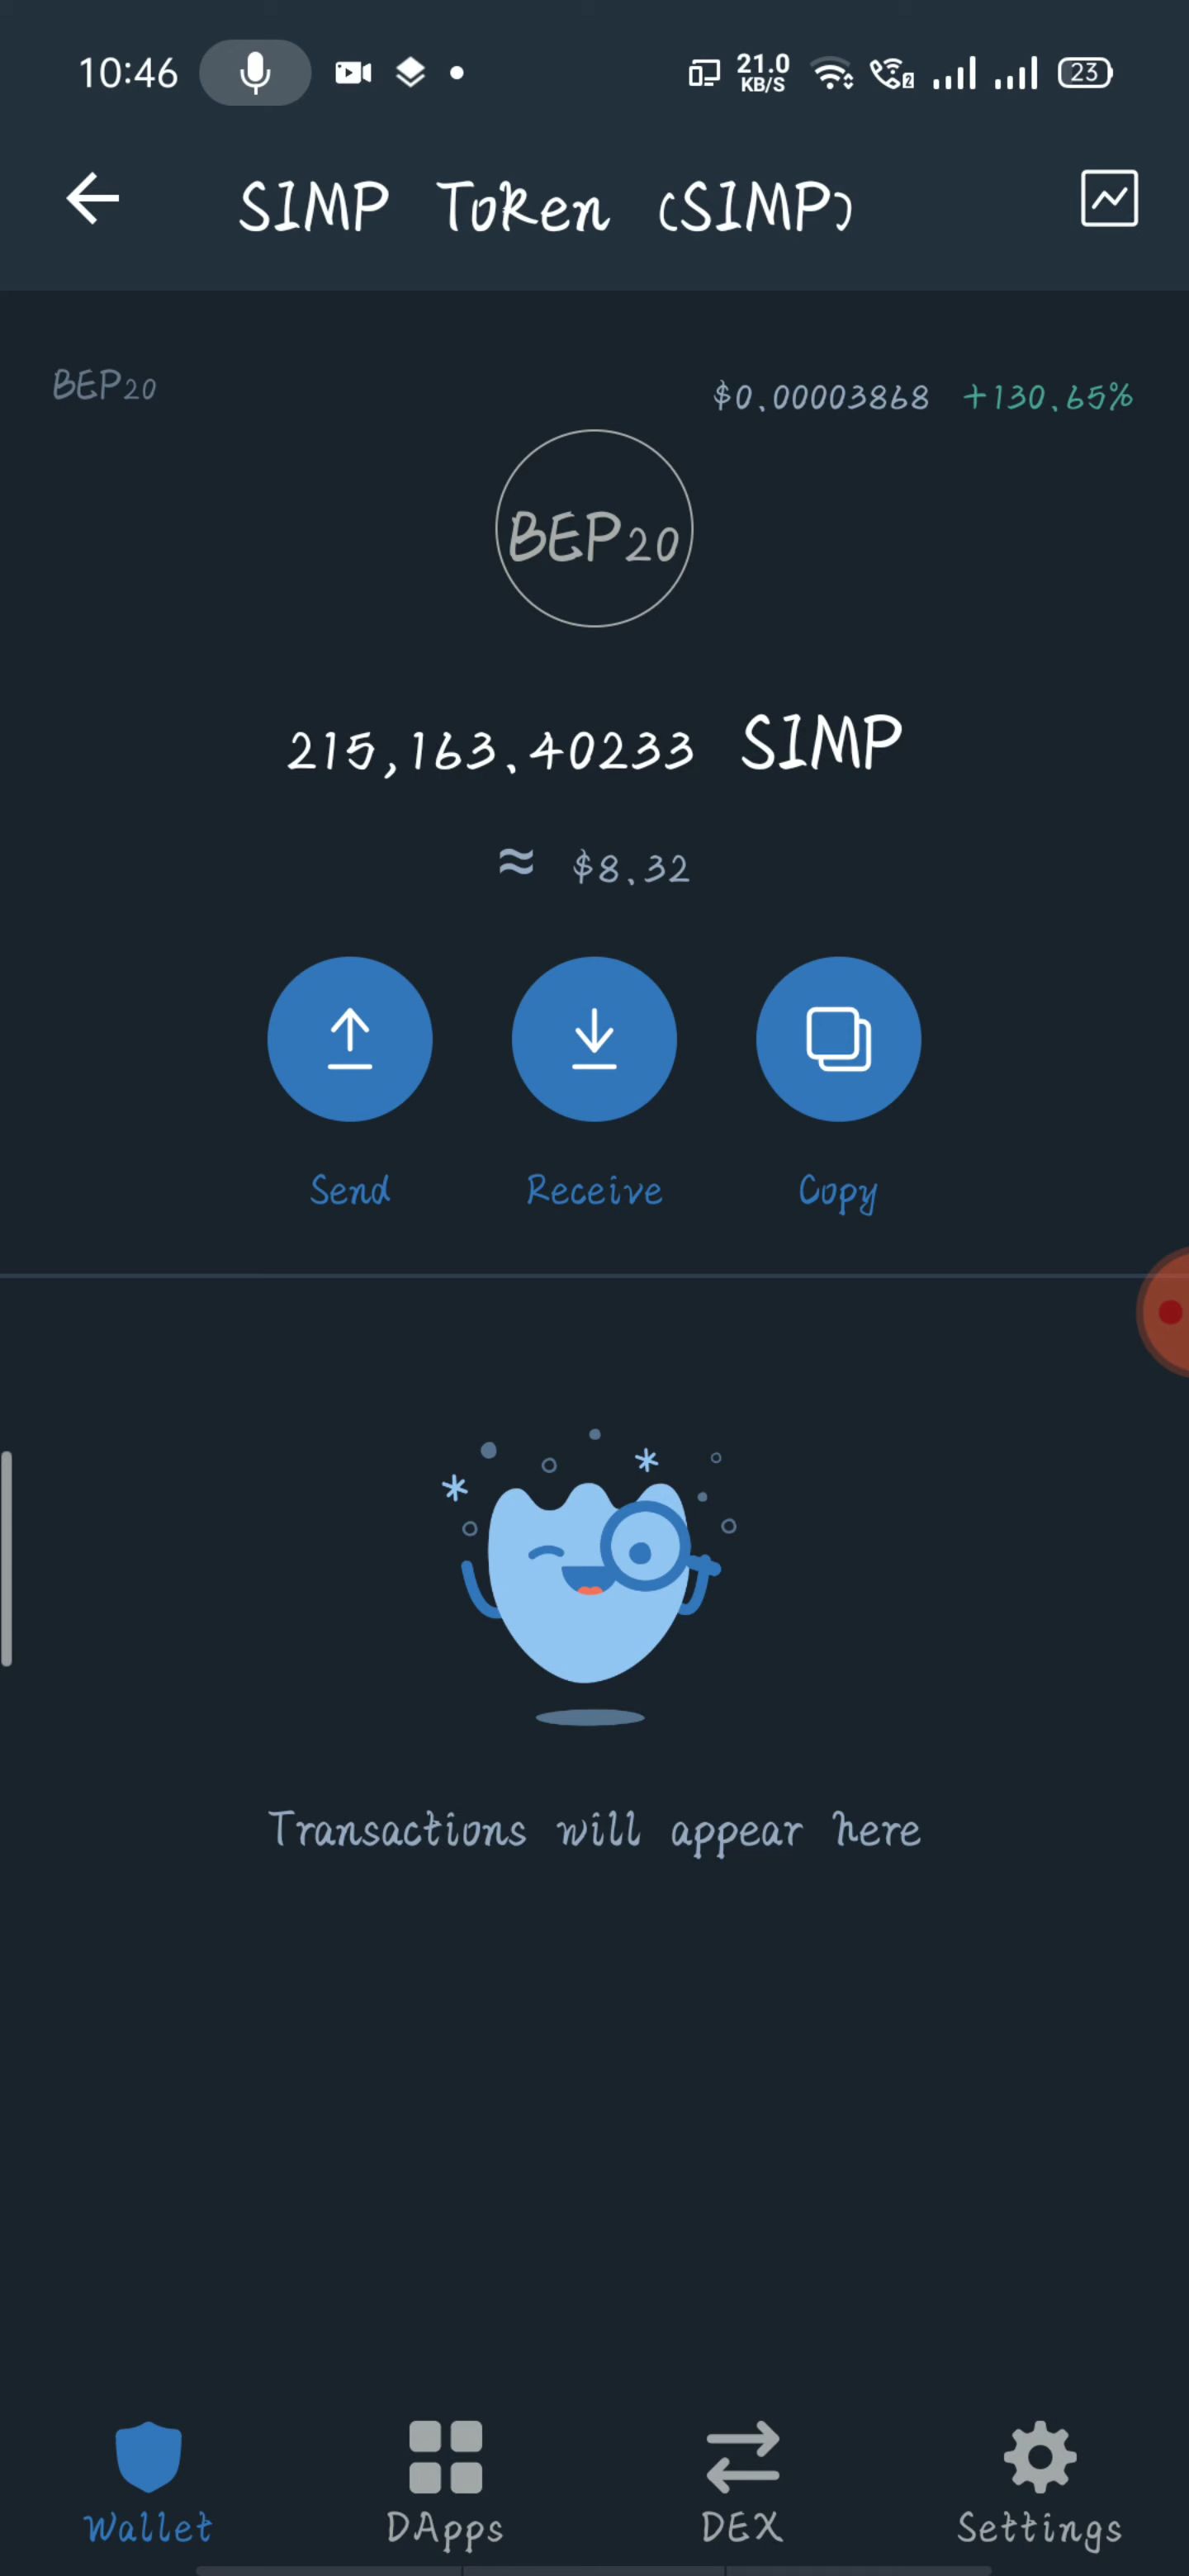 10:46
21.0
KB/S
2
23
SIMP Token (SIMP)
BEP20
$0.00003868 +130.65%
BEP20
215,163.40233 SIMP
≈ $8.32
Send
Receive
Copy
Transactions will appear here
Wallet
DApps
DEX
Settings